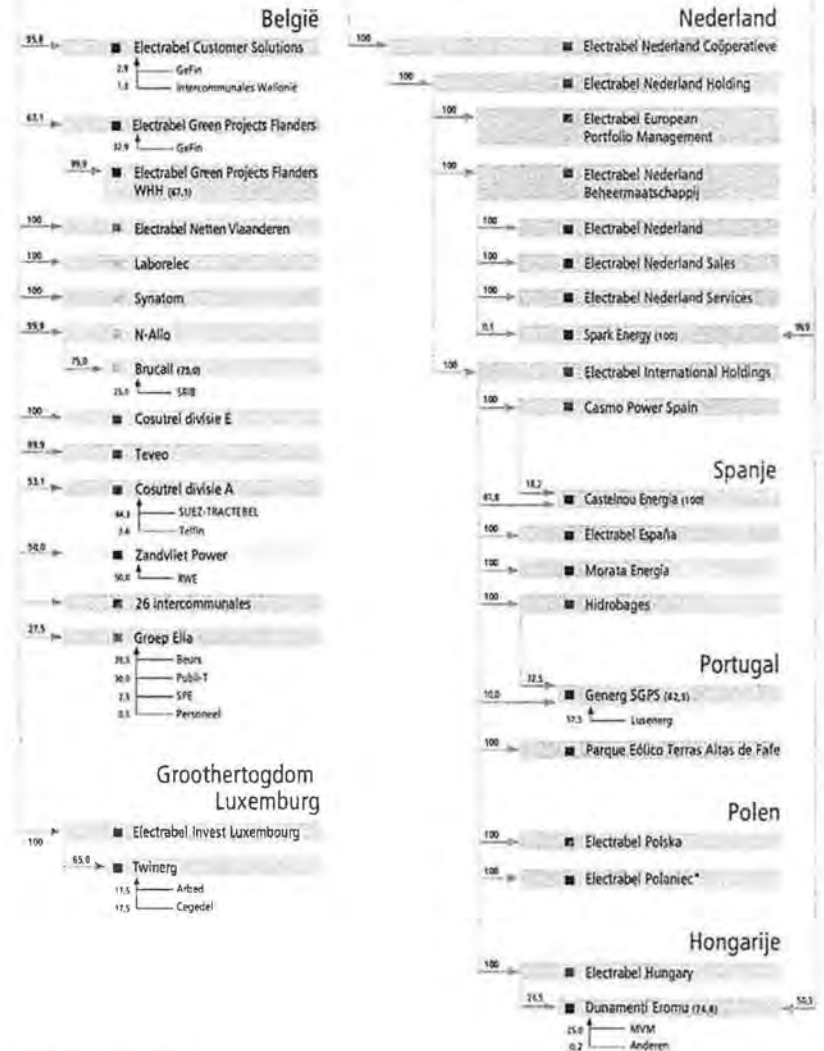 België
95,8
Electrabel Customer Solutions
GeFin
Intercommunales Wallonië
67,1
Electrabel Green Projects Flanders
32,9
GeFin
99,9
Electrabel Green Projects Flanders
WHH (67,1)
100
Electrabel Netten Vlaanderen
100
Laborelec
100
Synatom
99,9
N-Allo
75,0
Brucall (75,0)
25,0
SRIB
100
Cosutrel divisie E
99,9
Teveo
53,1
Cosutrel divisie A
SUEZ-TRACTEBEL
Telfin
50,0
Zandvliet Power
50,0
RWE
26 intercommunales
27,5
Groep Elia
Beurs
30,0
Publi-T
2,5
SPE
Personeel
Groothertogdom
Luxemburg
100
Electrabel Invest Luxembourg
65,0
Twinerg
17,5
Arbed
17,5
Cegedel
Nederland
100
Electrabel Nederland Coöperatieve
100
Electrabel Nederland Holding
100
Electrabel European
Portfolio Management
100
Electrabel Nederland
Beheermaatschappij
100
Electrabel Nederland
100
Electrabel Nederland Sales
100
Electrabel Nederland Services
0,1
Spark Energy (100)
99,9
100
Electrabel International Holdings
100
Casmo Power Spain
Spanje
18,2
81,8
Castelnou Energia (100)
100
Electrabel España
100
Morata Energía
100
Hidrobages
Portugal
32,5
10,0
Generg SGPS (42,5)
57,5
Lusenerg
100
Parque Eólico Terras Altas de Fafe
Polen
100
Electrabel Polska
100
Electrabel Polaniec*
Hongarije
100
Electrabel Hungary
24,5
Dunamenti Eromu (74,8)
50,3
25,0
MVM
0,2
Anderen